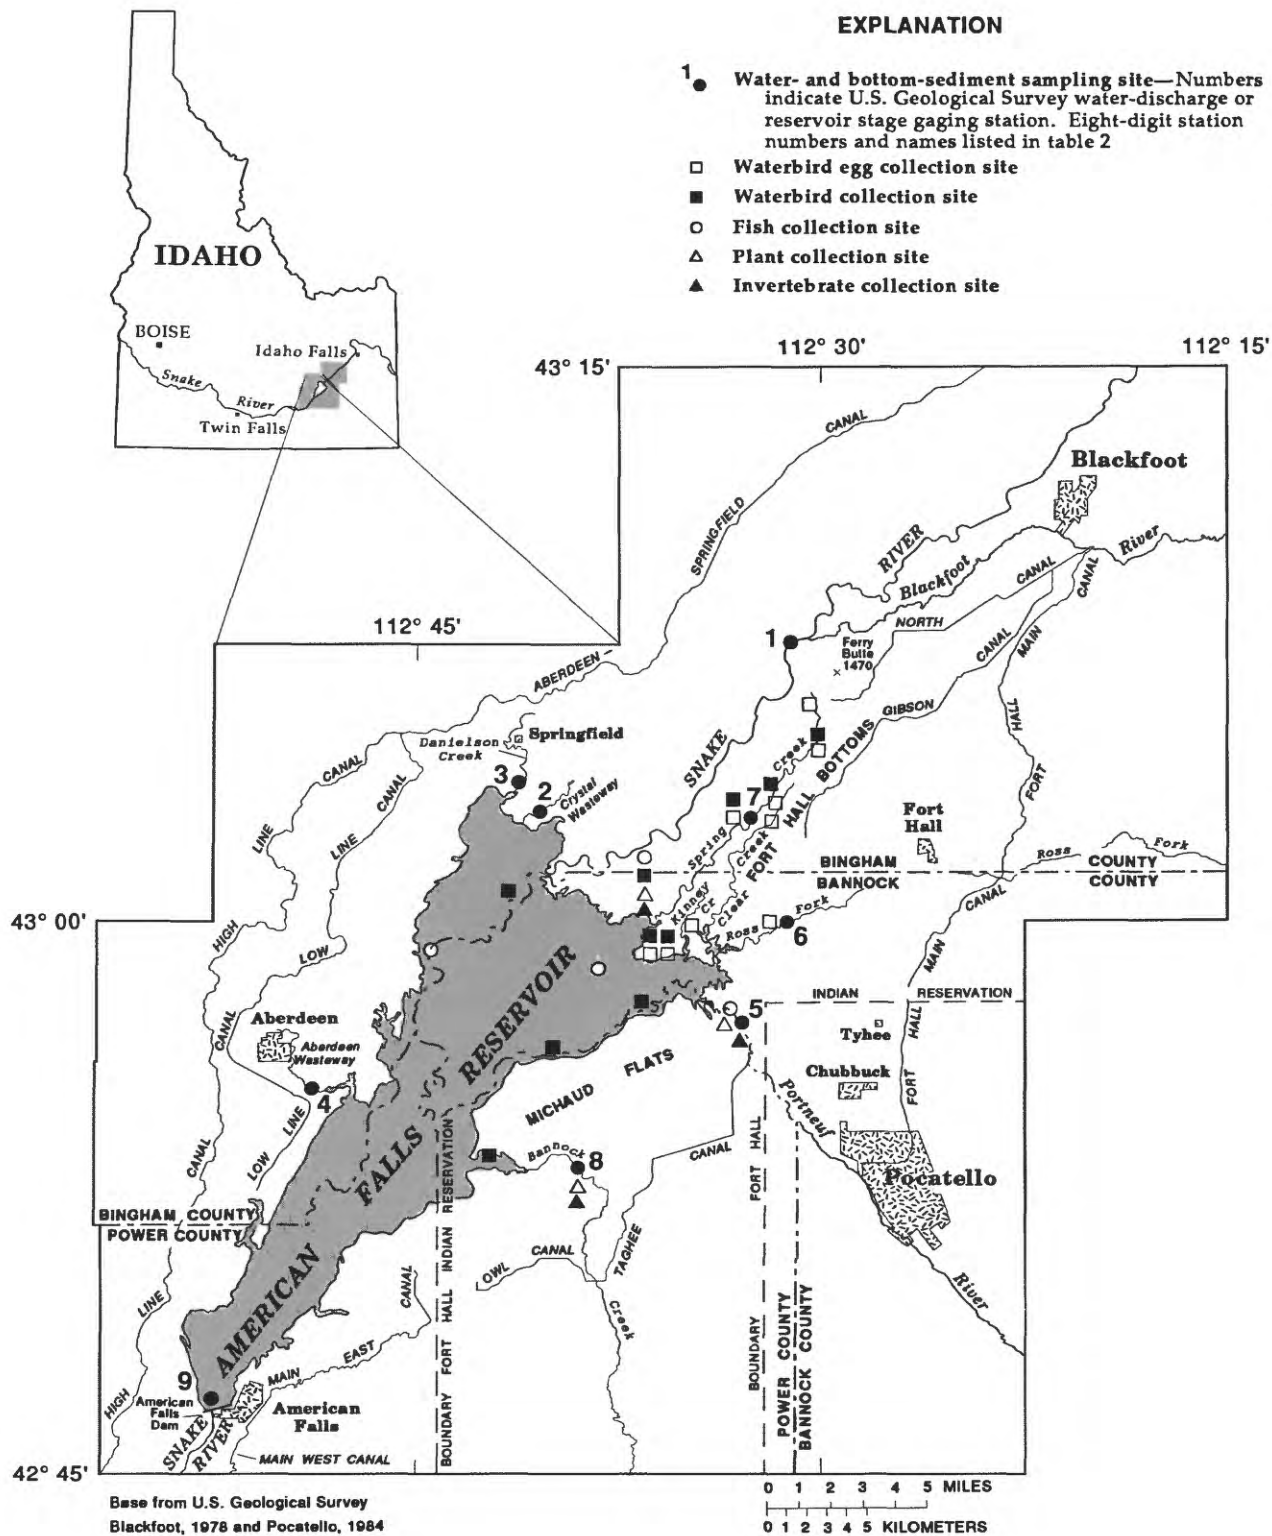 EXPLANATION
1 Water- and bottom-sediment sampling site—Numbers
indicate U.S. Geological Survey water-discharge or
reservoir stage gaging station. Eight-digit station
numbers and names listed in table 2
Waterbird egg collection site
Waterbird collection site
Fish collection site
Plant collection site
Invertebrate collection site
IDAHO
BOISE
Idaho Falls
Snake
River
Twin Falls
43° 15'
112° 30'
112° 15'
112° 45'
CANAL
SPRINGFIELD
ABERDEEN -
Blackfoot
RIVER
Blackfoot
River
CANAL
NORTH
CANAL
CANAL
MAIN
1
Ferry
Butte
1470
GIBSON
HALL
FORT
SNAKE
Springfield
Danielson
Creek
3
2
Crystal
Wasteway
CANAL
LINE
CANAL
LINE
Creek
HALL BOTTOMS
7
Spring
Creek
FORT
Fort
Hall
Ross
Fork
BINGHAM
COUNTY
BANNOCK
COUNTY
CANAL
Kinney
Cr
Clear
Ross
Fork
6
43° 00'
HIGH
LOW
MAIN
INDIAN
RESERVATION
Aberdeen
Aberdeen
Wasteway
CANAL
4
LINE
LOW
CANAL
5
Tyhee
HALL
Chubbuck
FORT
Portneuf
Pocatello
River
MICHAUD
FLATS
CANAL
TAGHEE
Bannock
8
OWL
CANAL
Creek
AMERICAN
FALLS
RESERVOIR
BINGHAM COUNTY
POWER COUNTY
BOUNDARY FORT HALL INDIAN RESERVATION
BOUNDARY
FORT HALL
POWER COUNTY
BANNOCK COUNTY
LINE
HIGH
CANAL
EAST
MAIN
9
American
Falls
Dam
American
Falls
SNAKE
RIVER
MAIN WEST CANAL
42° 45'
Base from U.S. Geological Survey
Blackfoot, 1978 and Pocatello, 1984
0 1 2 3 4 5 MILES
0 1 2 3 4 5 KILOMETERS